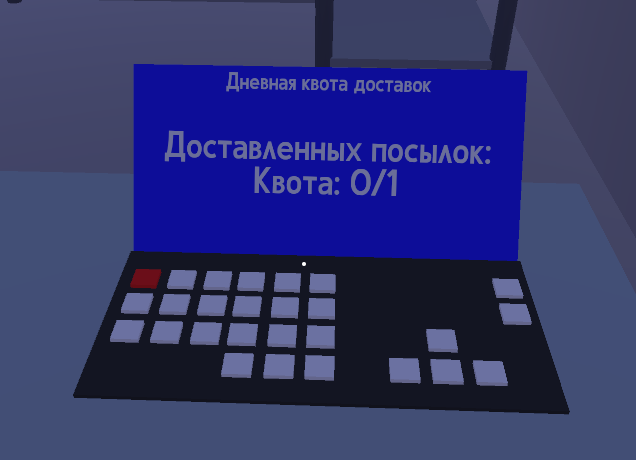 Дневная квота доставок
Доставленных посылок:
Квота: 0/1